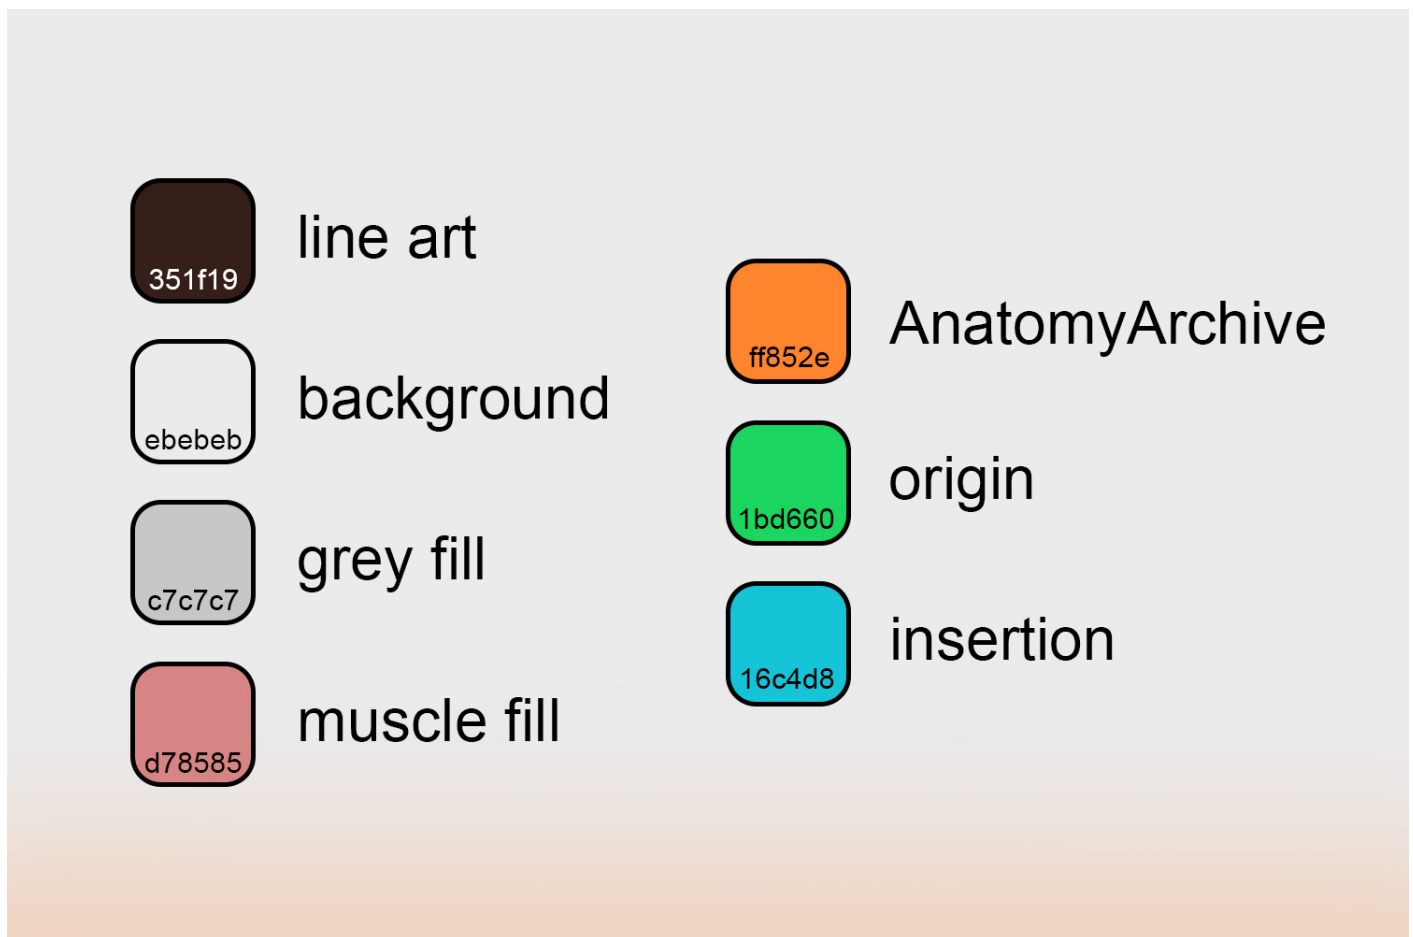 351f19
line art
ebebeb
background
c7c7c7
grey fill
d78585
muscle fill
ff852e
AnatomyArchive
1bd660
origin
16c4d8
insertion